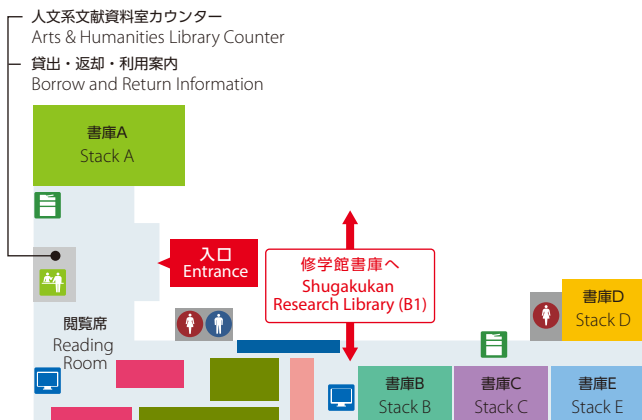 人文系文献資料室カウンター
Arts & Humanities Library Counter
貸出・返却・利用案内
Borrow and Return Information
書庫A
Stack A
入口
Entrance
修学館書庫へ
Shugakukan
Research Library (B1)
閲覧席
Reading
Room
書庫D
Stack D
書庫B
Stack B
書庫C
Stack C
書庫E
Stack E